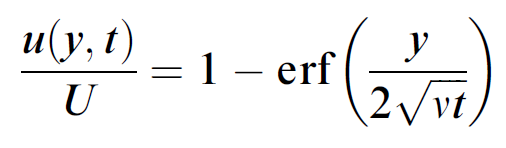 u(y, t)/U = 1 − erf(y/(2√(νt)))